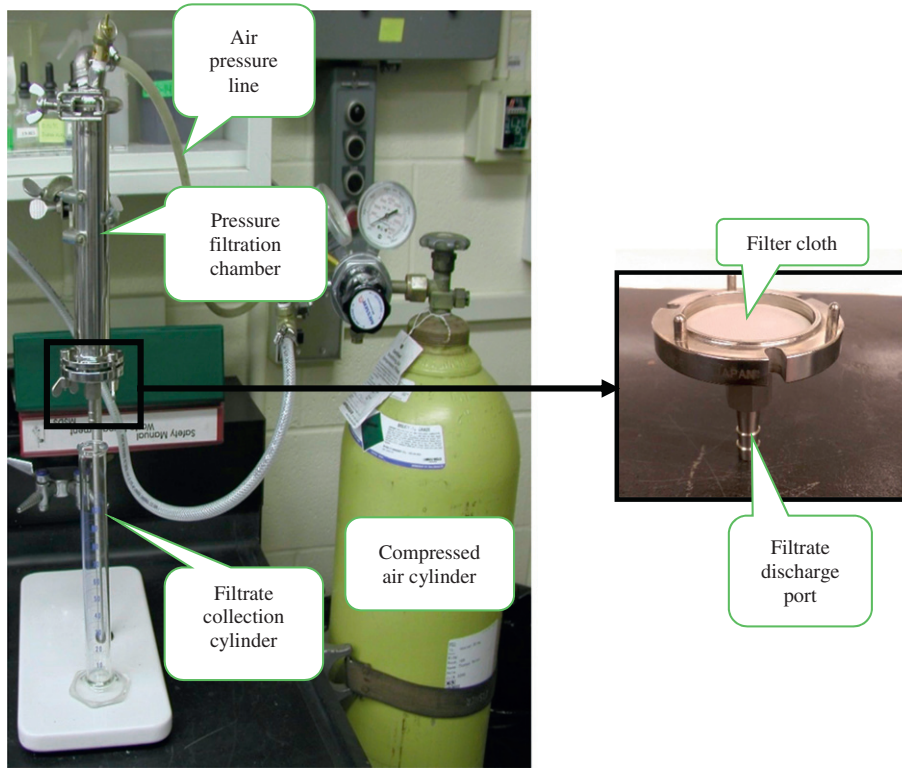 Air
pressure
line
Pressure
filtration
chamber
Filter cloth
JAPAN
Safety Manual
Compressed
air cylinder
Filtrate
discharge
port
Filtrate
collection
cylinder